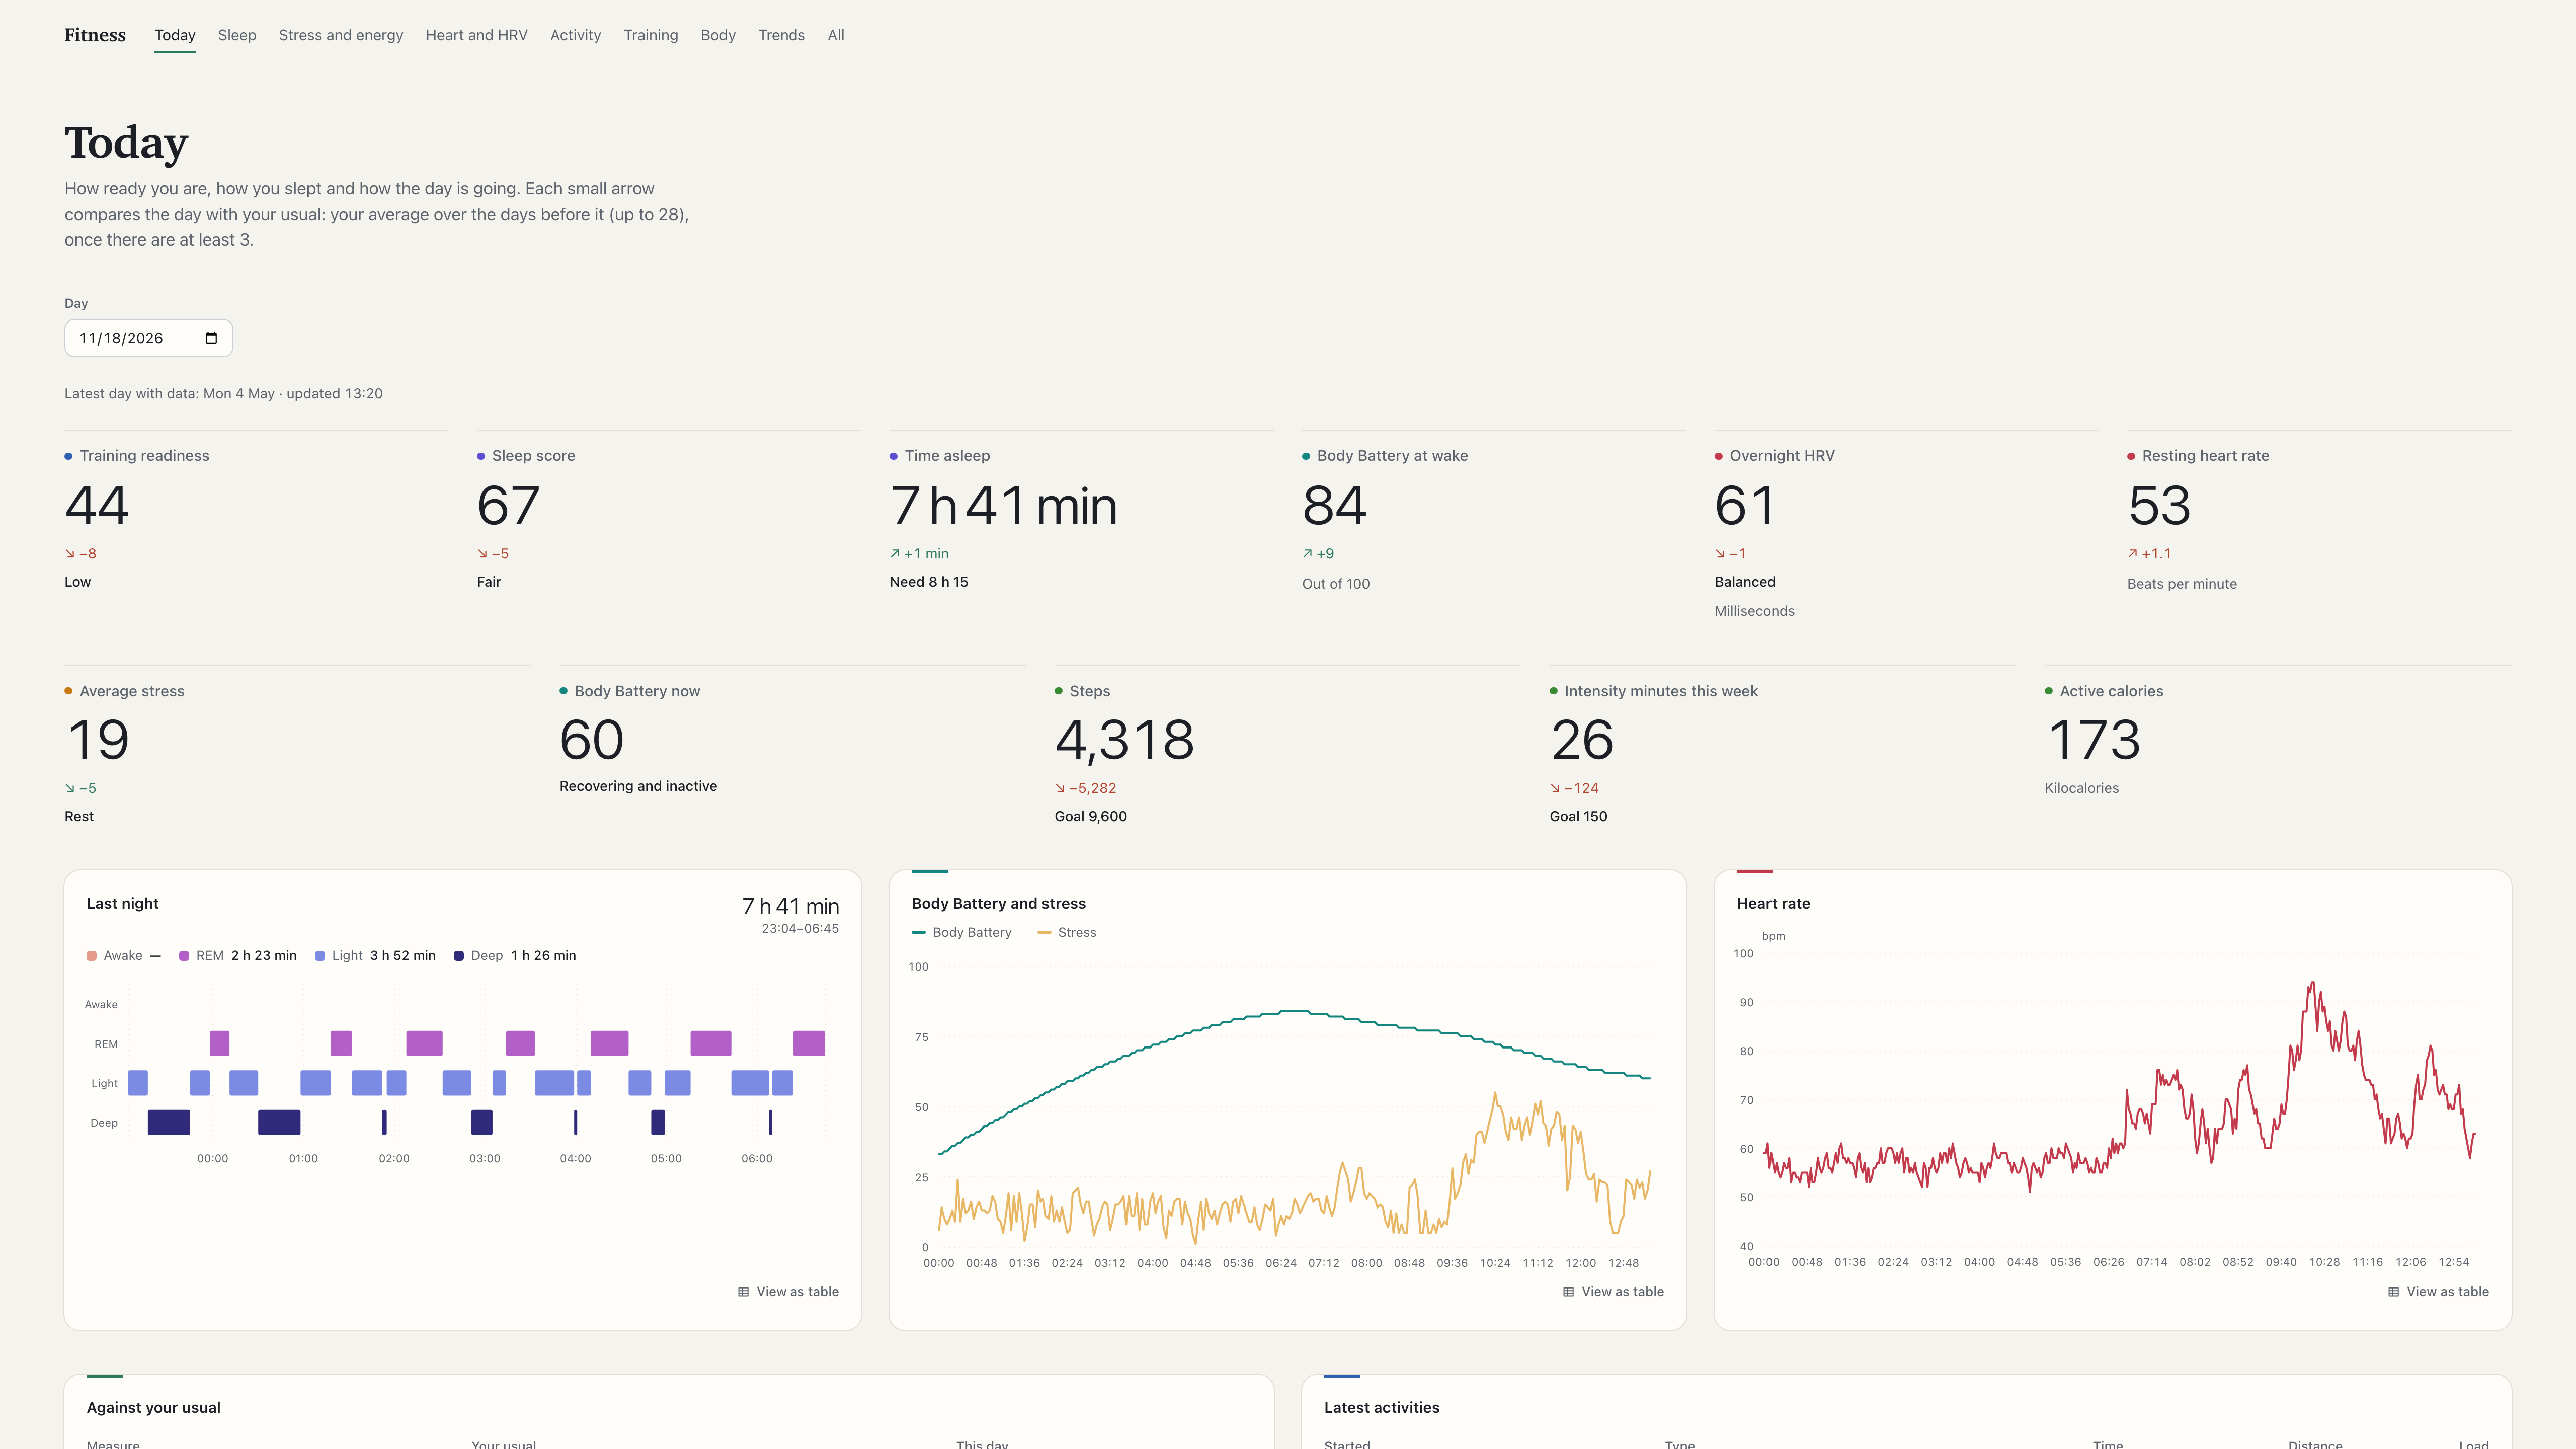 Fitness Today Sleep Stress and energy Heart and HRV Activity Training Body Trends All
Today
How ready you are, how you slept and how the day is going. Each small arrow
compares the day with your usual: your average over the days before it (up to 28),
once there are at least 3.
Day
11/18/2026
Latest day with data: Mon 4 May · updated 13:20
Training readiness
44
↘ −8
Low
Sleep score
67
↘ −5
Fair
Time asleep
7 h 41 min
↗ +1 min
Need 8 h 15
Body Battery at wake
84
↗ +9
Out of 100
Overnight HRV
61
↘ −1
Balanced
Milliseconds
Resting heart rate
53
↗ +1.1
Beats per minute
Average stress
19
↘ −5
Rest
Body Battery now
60
Recovering and inactive
Steps
4,318
↘ −5,282
Goal 9,600
Intensity minutes this week
26
↘ −124
Goal 150
Active calories
173
Kilocalories
Last night
7 h 41 min
23:04–06:45
Awake — REM 2 h 23 min Light 3 h 52 min Deep 1 h 26 min
Awake
REM
Light
Deep
00:00 01:00 02:00 03:00 04:00 05:00 06:00
View as table
Body Battery and stress
Body Battery Stress
100
75
50
25
0
00:00 00:48 01:36 02:24 03:12 04:00 04:48 05:36 06:24 07:12 08:00 08:48 09:36 10:24 11:12 12:00 12:48
View as table
Heart rate
bpm
100
90
80
70
60
50
40
00:00 00:48 01:36 02:24 03:12 04:00 04:48 05:36 06:26 07:14 08:02 08:52 09:40 10:28 11:16 12:06 12:54
View as table
Against your usual
Measure Your usual This day
Latest activities
Started Type Time Distance Load